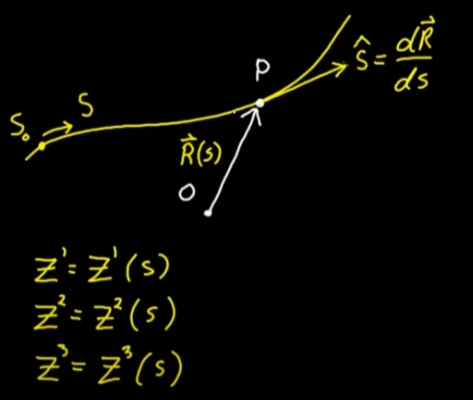 P
Ŝ = dR⃗/ds
S₀ S
R⃗(s)
O
Z¹ = Z¹(s)
Z² = Z²(s)
Z³ = Z³(s)